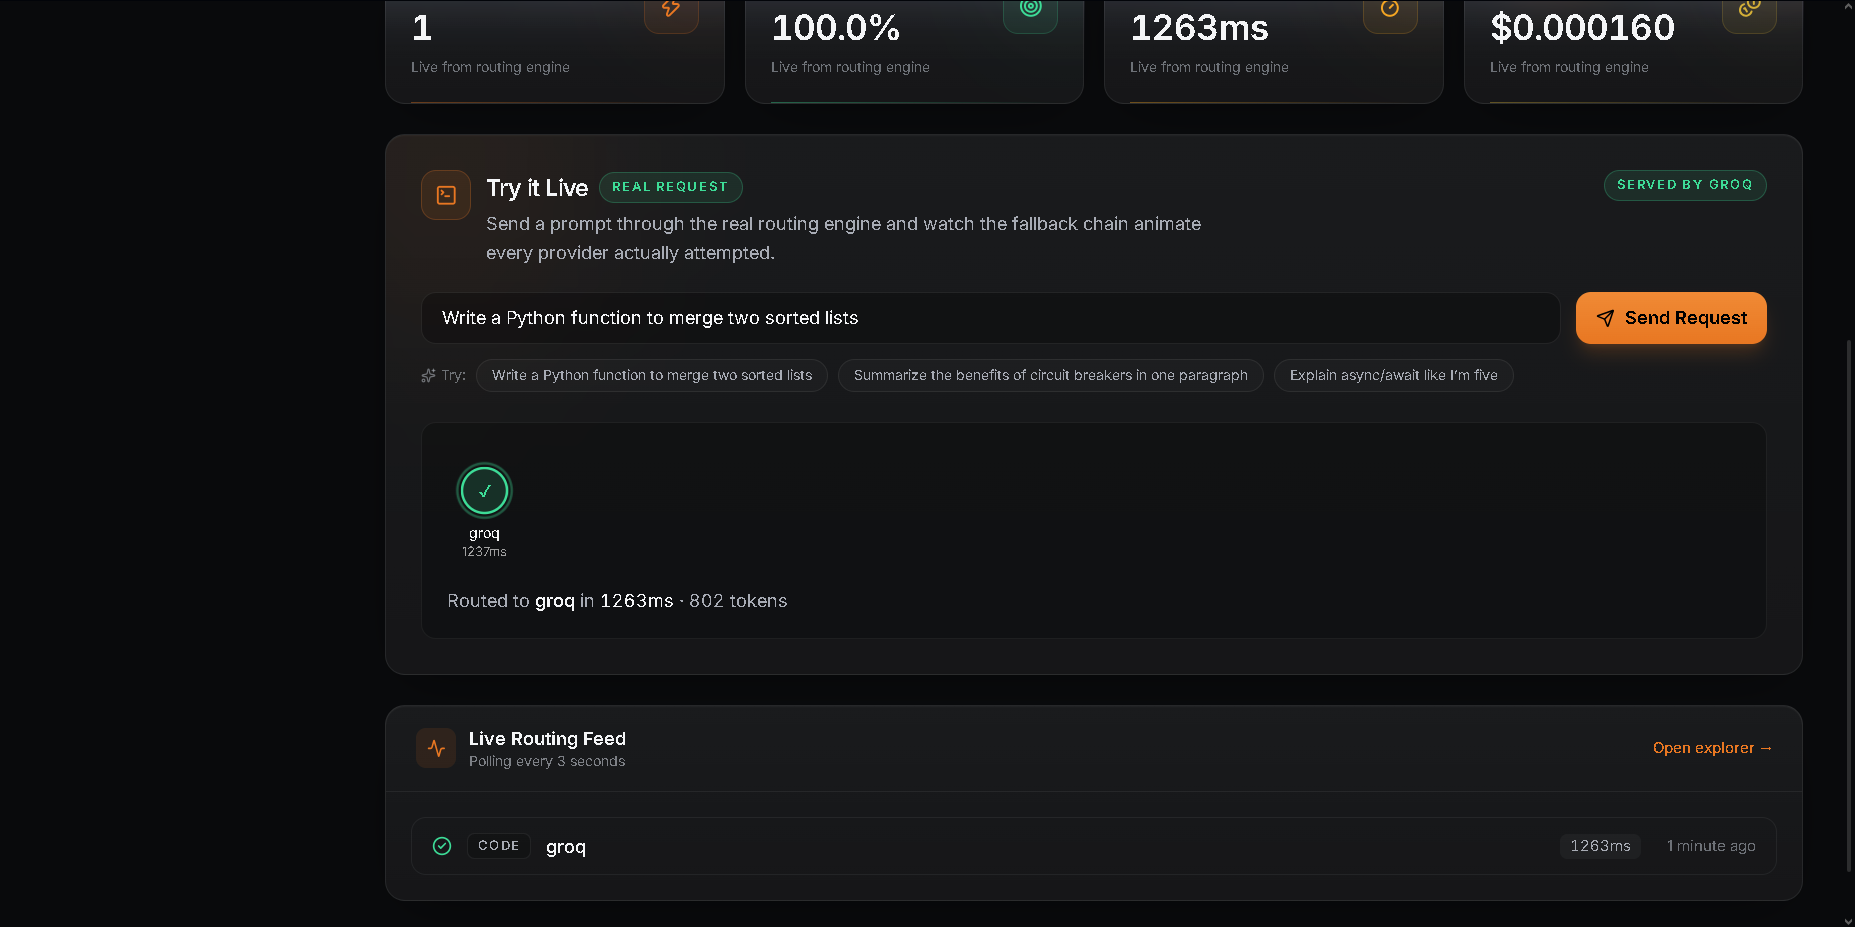 1
Live from routing engine
100.0%
Live from routing engine
1263ms
Live from routing engine
$0.000160
Live from routing engine
Try it Live
REAL REQUEST
SERVED BY GROQ
Send a prompt through the real routing engine and watch the fallback chain animate
every provider actually attempted.
Write a Python function to merge two sorted lists
Send Request
Try:
Write a Python function to merge two sorted lists
Summarize the benefits of circuit breakers in one paragraph
Explain async/await like I'm five
groq
1237ms
Routed to groq in 1263ms · 802 tokens
Live Routing Feed
Polling every 3 seconds
Open explorer →
CODE
groq
1263ms
1 minute ago